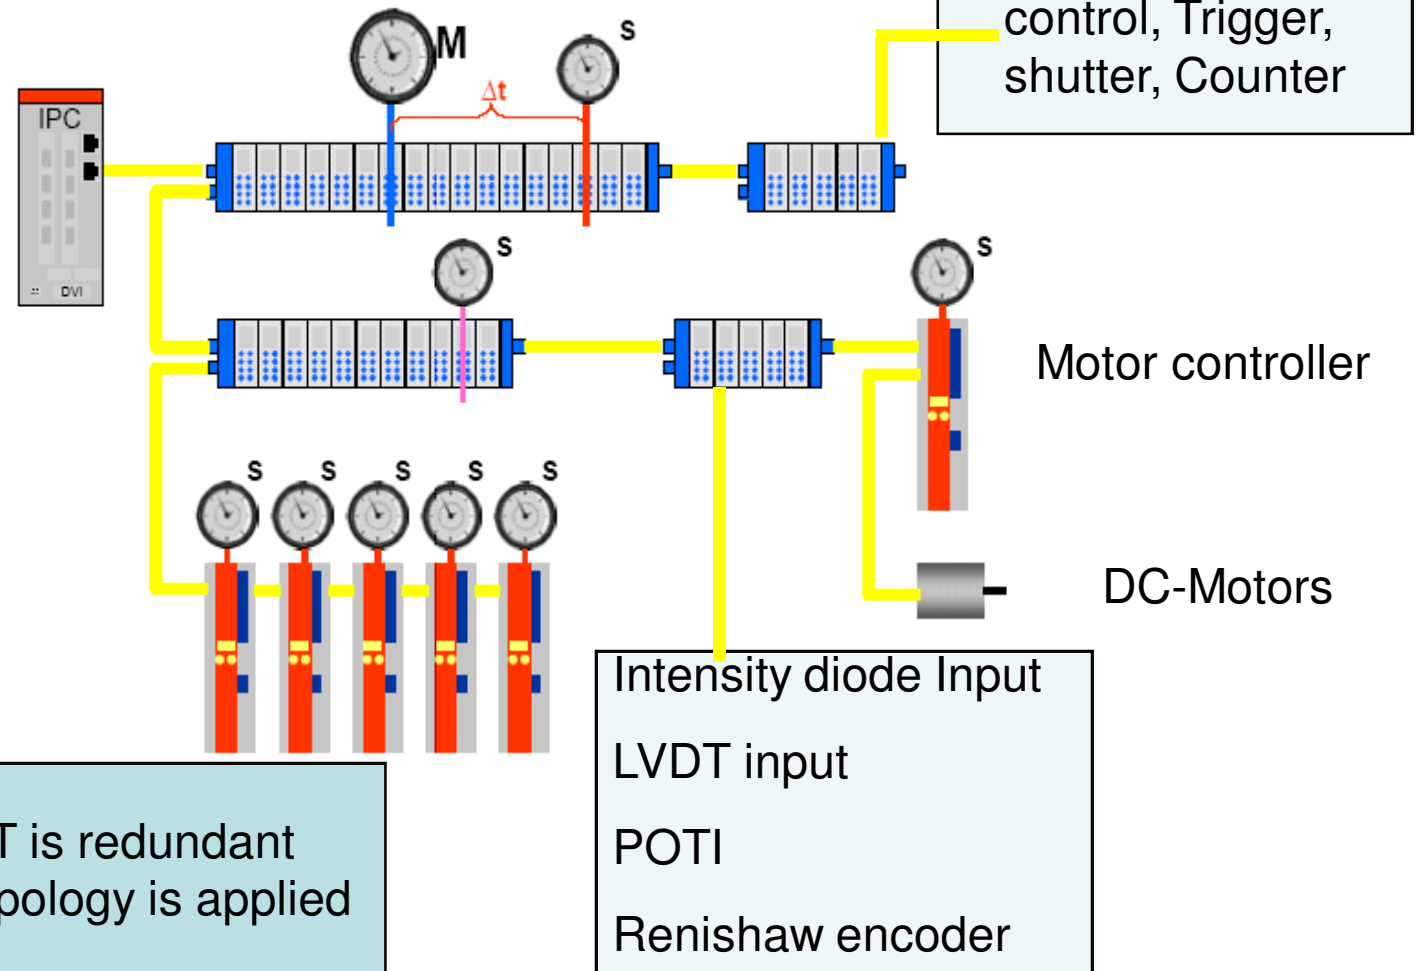 control, Trigger,
shutter, Counter
M
S
Δt
IPC
DVI
S
S
Motor controller
S
S
S
S
S
DC-Motors
Intensity diode Input
LVDT input
POTI
Renishaw encoder
T is redundant
pology is applied